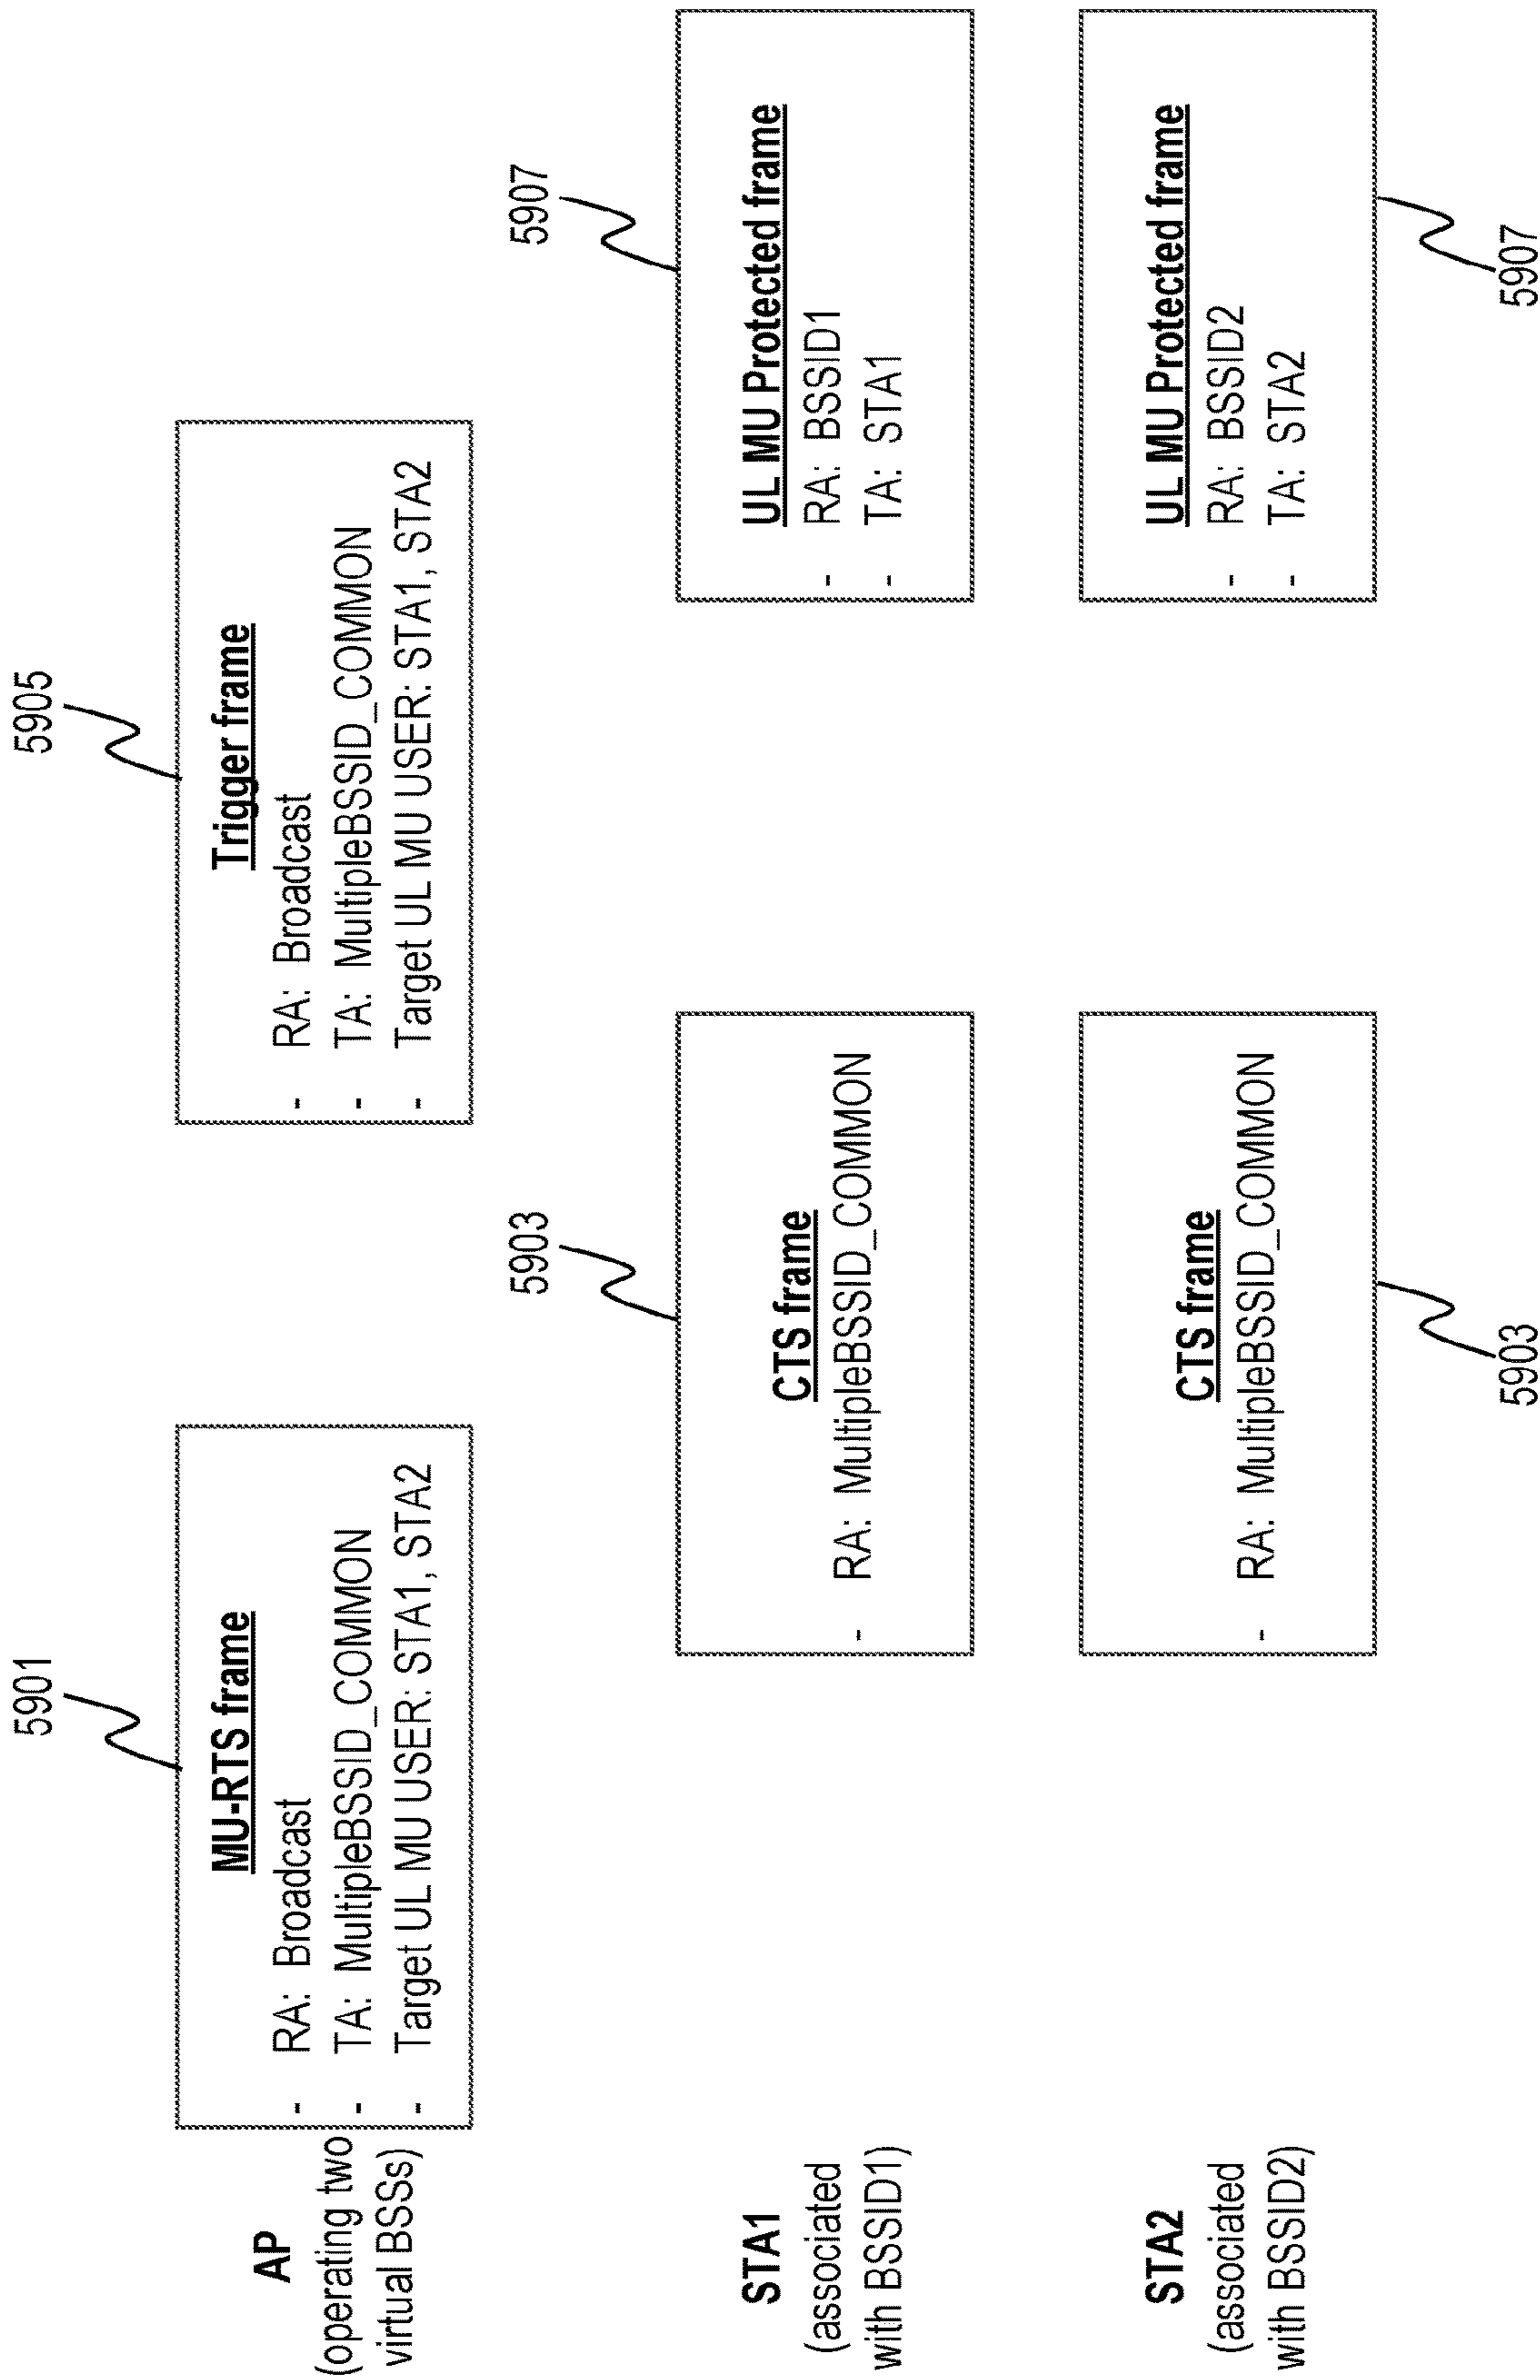 5901
5905
AP
(operating two
virtual BSSs)
MU-RTS frame
- RA: Broadcast
- TA: MultipleBSSID_COMMON
- Target UL MU USER: STA1, STA2
Trigger frame
- RA: Broadcast
- TA: MultipleBSSID_COMMON
- Target UL MU USER: STA1, STA2
5903
5907
STA1
(associated
with BSSID1)
CTS frame
- RA: MultipleBSSID_COMMON
UL MU Protected frame
- RA: BSSID1
- TA: STA1
STA2
(associated
with BSSID2)
CTS frame
- RA: MultipleBSSID_COMMON
UL MU Protected frame
- RA: BSSID2
- TA: STA2
5903
5907